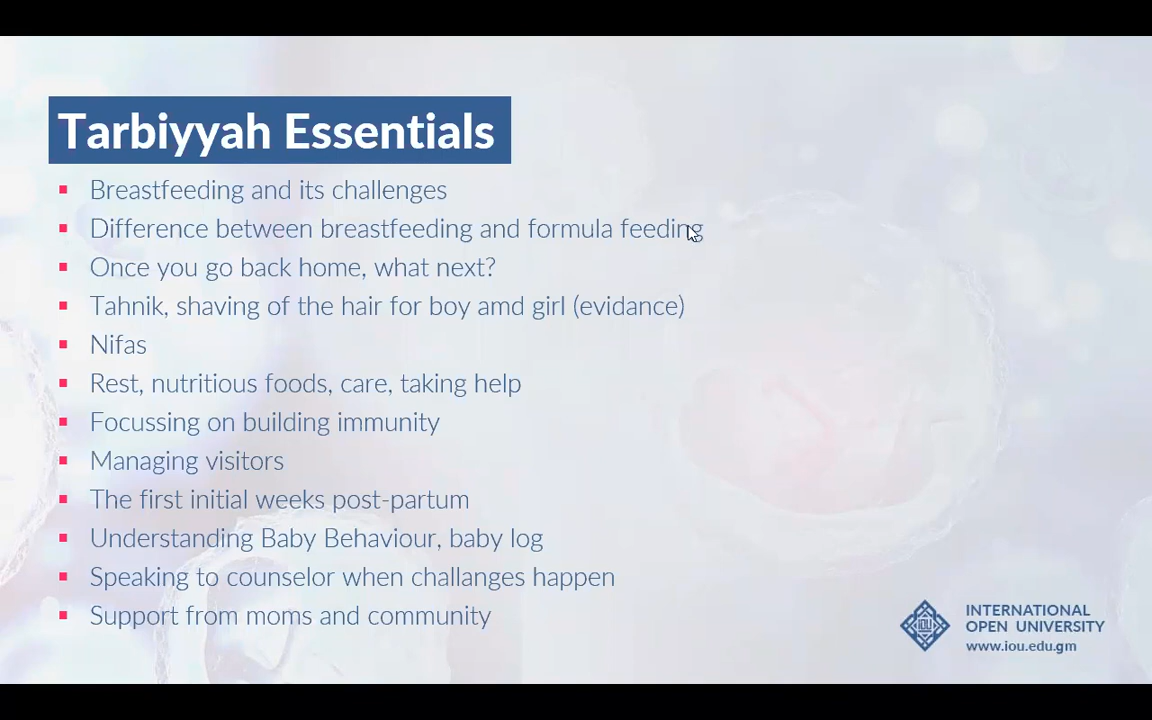 Tarbiyyah Essentials
▪ Breastfeeding and its challenges
▪ Difference between breastfeeding and formula feeding
▪ Once you go back home, what next?
▪ Tahnik, shaving of the hair for boy amd girl (evidance)
▪ Nifas
▪ Rest, nutritious foods, care, taking help
▪ Focussing on building immunity
▪ Managing visitors
▪ The first initial weeks post-partum
▪ Understanding Baby Behaviour, baby log
▪ Speaking to counselor when challanges happen
▪ Support from moms and community
IOU
INTERNATIONAL
OPEN UNIVERSITY
www.iou.edu.gm